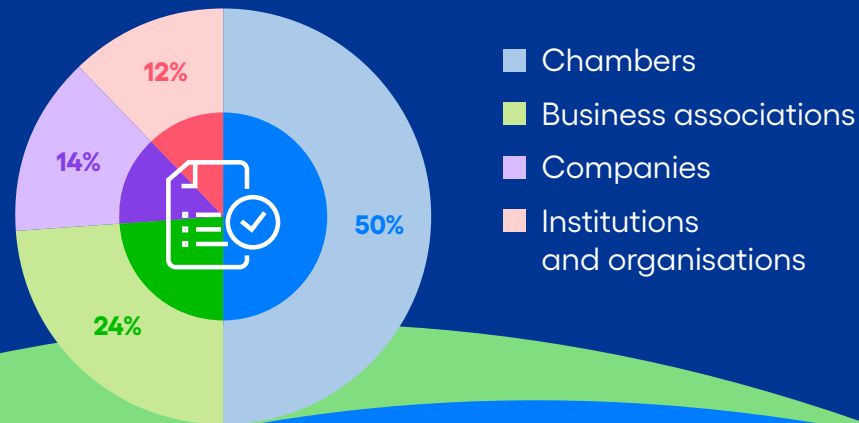 12%
14%
50%
24%
Chambers
Business associations
Companies
Institutions
and organisations